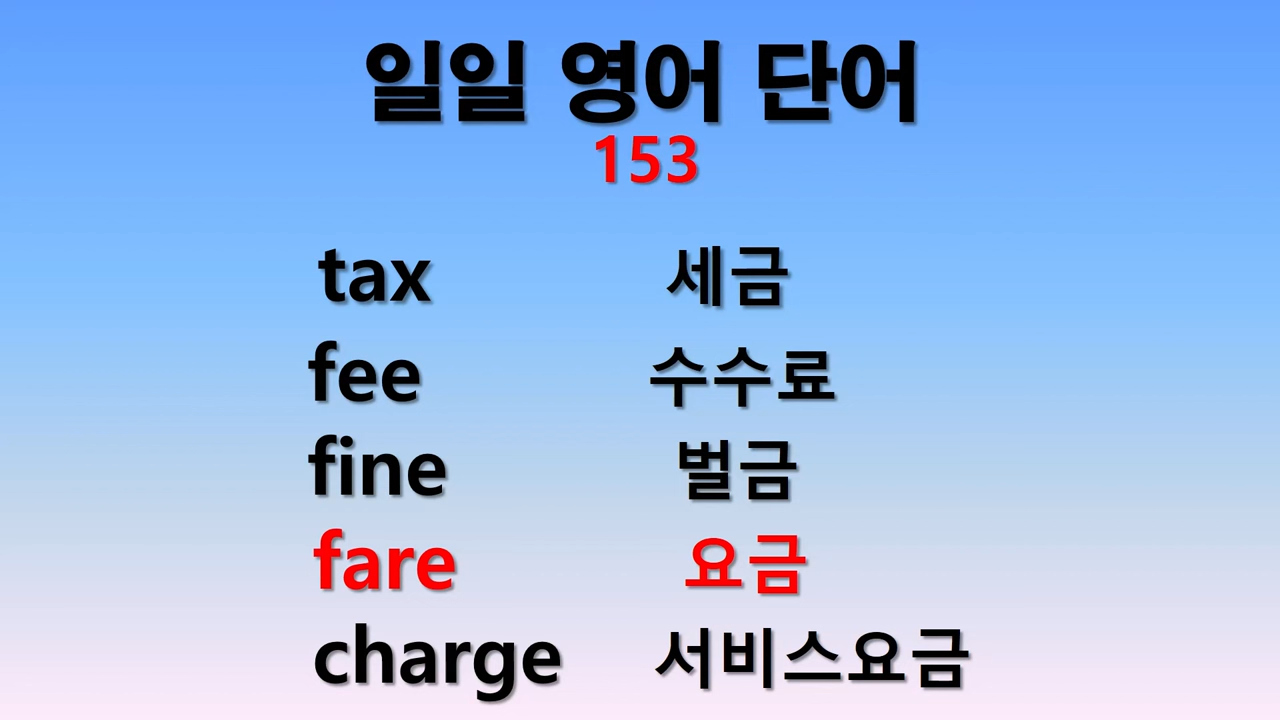 일일 영어 단어
153
tax 세금
fee 수수료
fine 벌금
fare 요금
charge 서비스요금